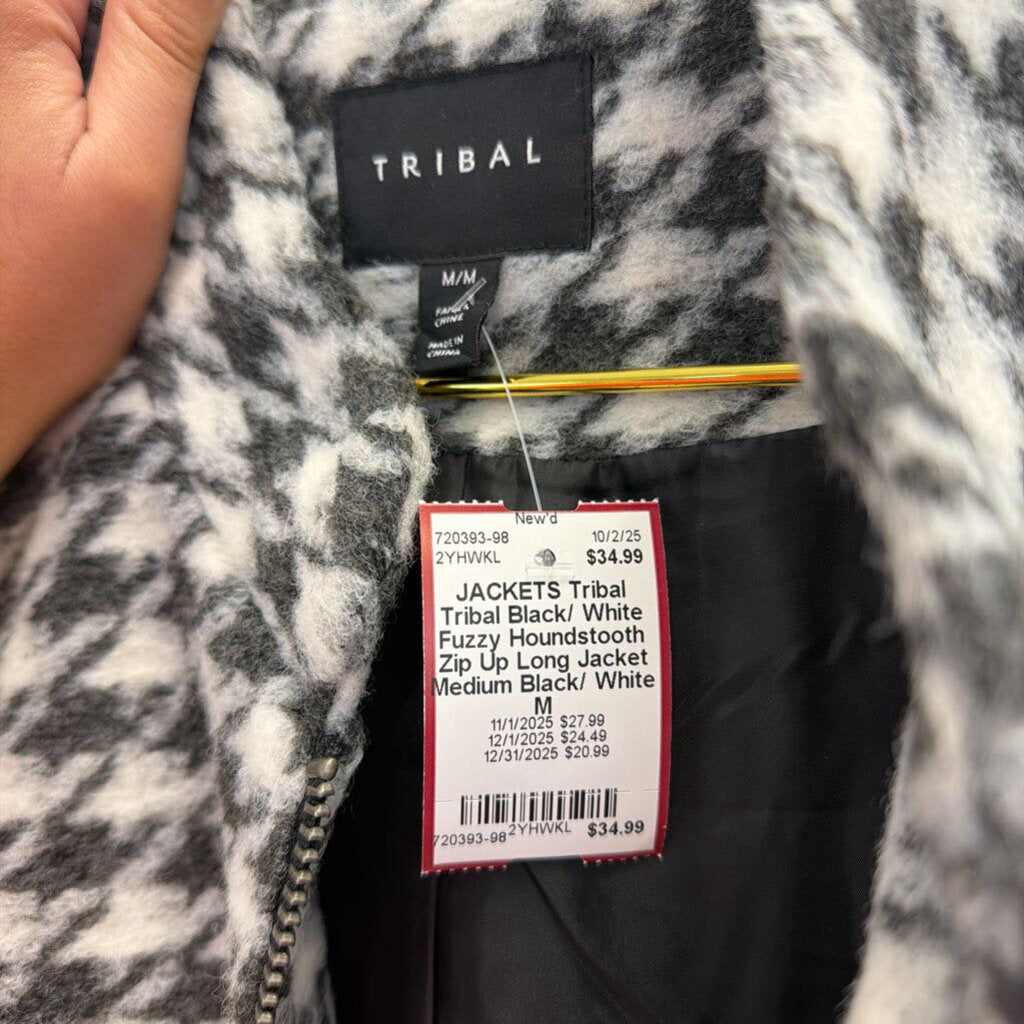 TRIBAL
M/M
CHINE
MADE IN
CHINA
New'd
720393-98 10/2/25
2YHWKL $34.99
JACKETS Tribal
Tribal Black/ White
Fuzzy Houndstooth
Zip Up Long Jacket
Medium Black/ White
M
11/1/2025 $27.99
12/1/2025 $24.49
12/31/2025 $20.99
720393-98 2YHWKL $34.99